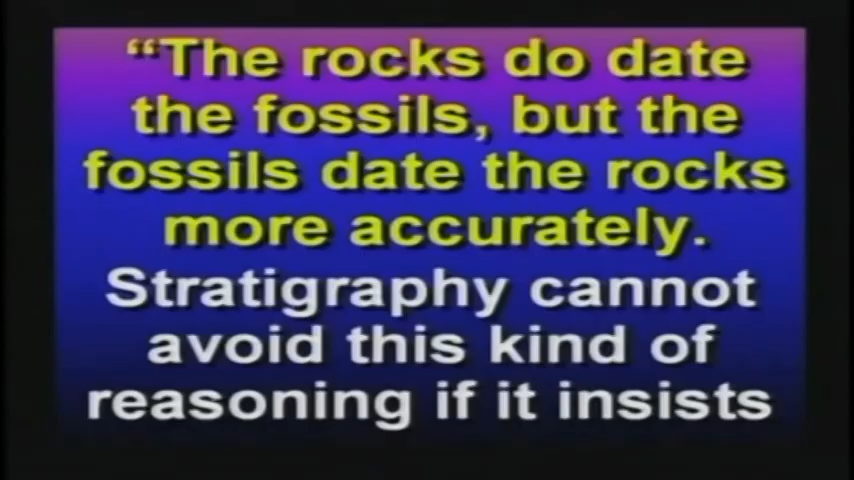 “The rocks do date
the fossils, but the
fossils date the rocks
more accurately.
Stratigraphy cannot
avoid this kind of
reasoning if it insists